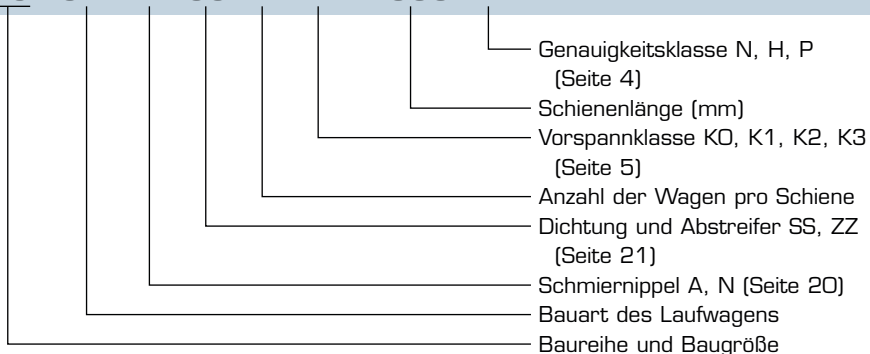 Genauigkeitsklasse N, H, P
(Seite 4)
Schienenlänge (mm)
Vorspannklasse K0, K1, K2, K3
(Seite 5)
Anzahl der Wagen pro Schiene
Dichtung und Abstreifer SS, ZZ
(Seite 21)
Schmiernippel A, N (Seite 20)
Bauart des Laufwagens
Baureihe und Baugröße